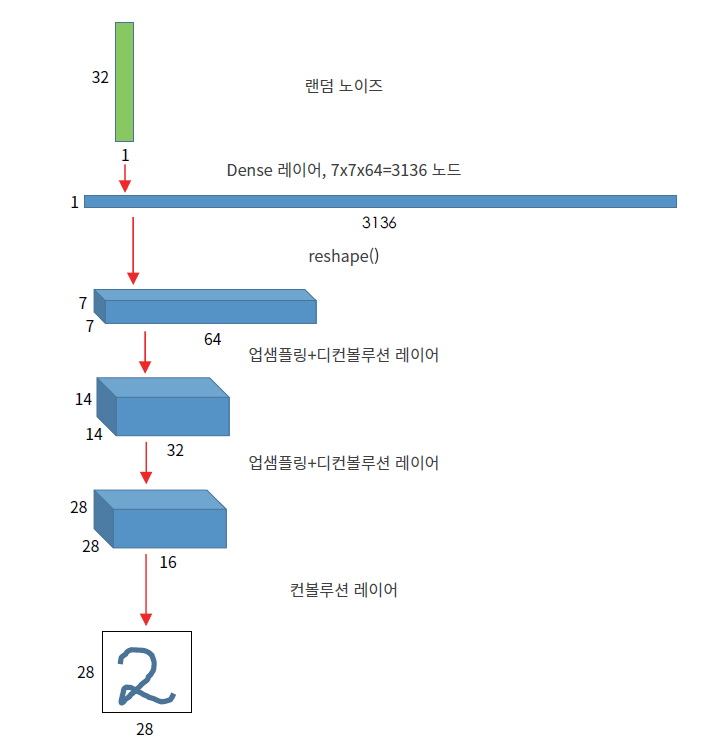 32
랜덤 노이즈
1
Dense 레이어, 7x7x64=3136 노드
1
3136
reshape()
7
7
64
업샘플링+디컨볼루션 레이어
14
14
32
업샘플링+디컨볼루션 레이어
28
28
16
컨볼루션 레이어
28
2
28